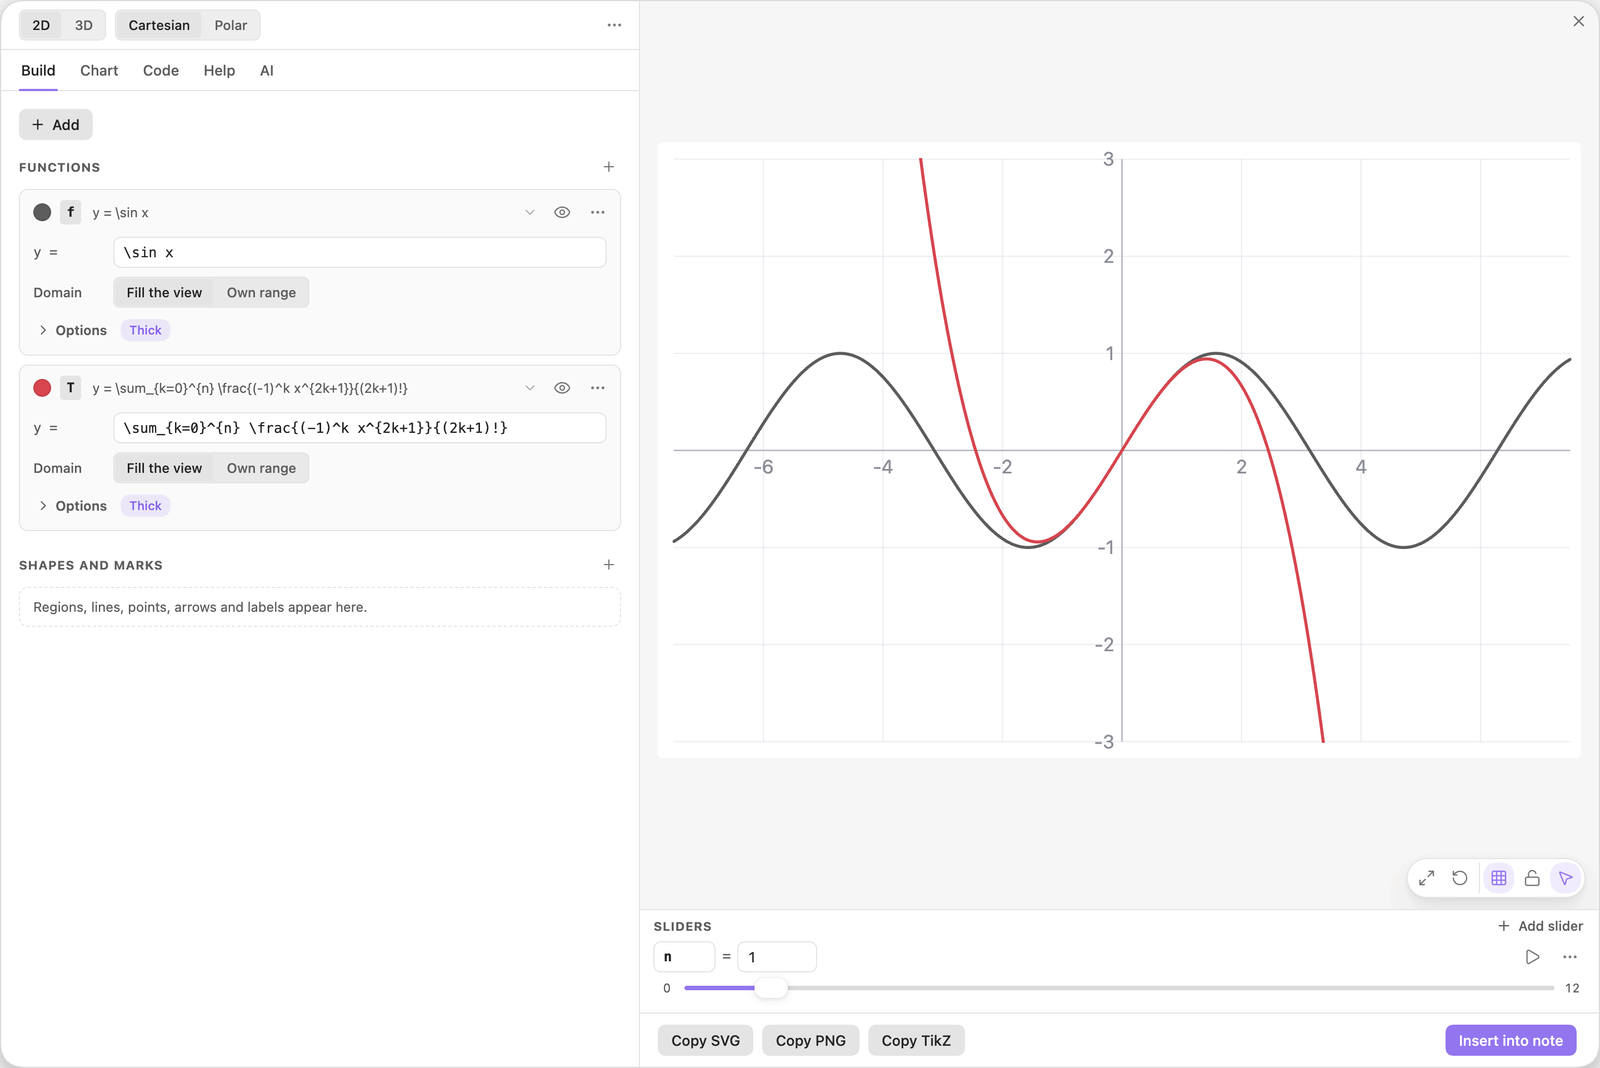 2D 3D Cartesian Polar ...
Build Chart Code Help AI
+ Add
FUNCTIONS +
f y = \sin x ...
y = \sin x
Domain Fill the view Own range
> Options Thick
T y = \sum_{k=0}^{n} \frac{(-1)^k x^{2k+1}}{(2k+1)!} ...
y = \sum_{k=0}^{n} \frac{(−1)^k x^{2k+1}}{(2k+1)!}
Domain Fill the view Own range
> Options Thick
SHAPES AND MARKS +
Regions, lines, points, arrows and labels appear here.
3
2
1
-6 -4 -2 2 4
-1
-2
-3
SLIDERS + Add slider
n = 1 ...
0 12
Copy SVG Copy PNG Copy TikZ Insert into note